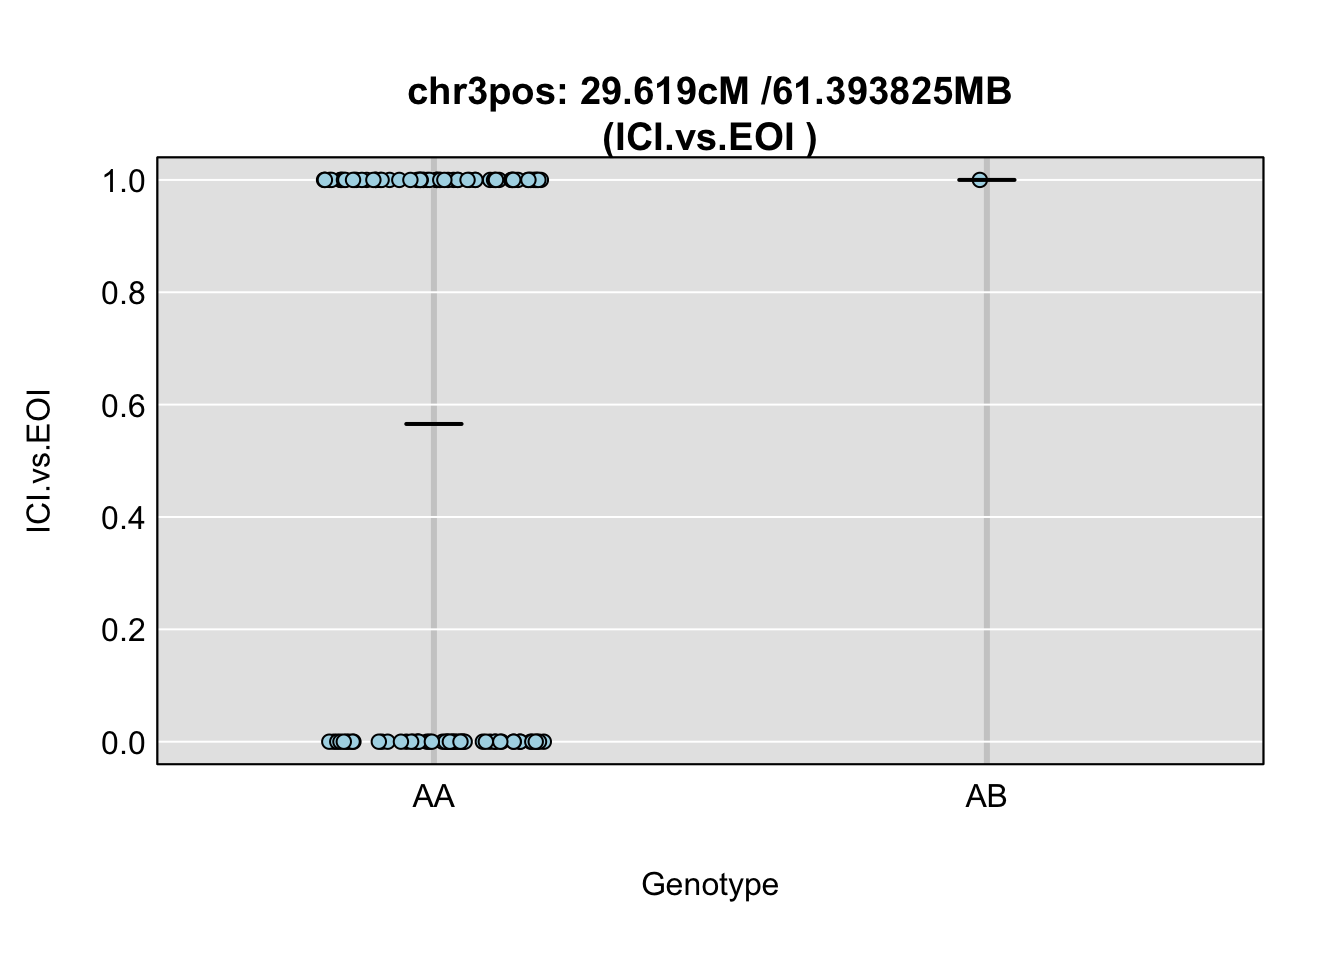 chr3pos: 29.619cM /61.393825MB
(ICI.vs.EOI )
ICI.vs.EOI
1.0
0.8
0.6
0.4
0.2
0.0
AA
AB
Genotype